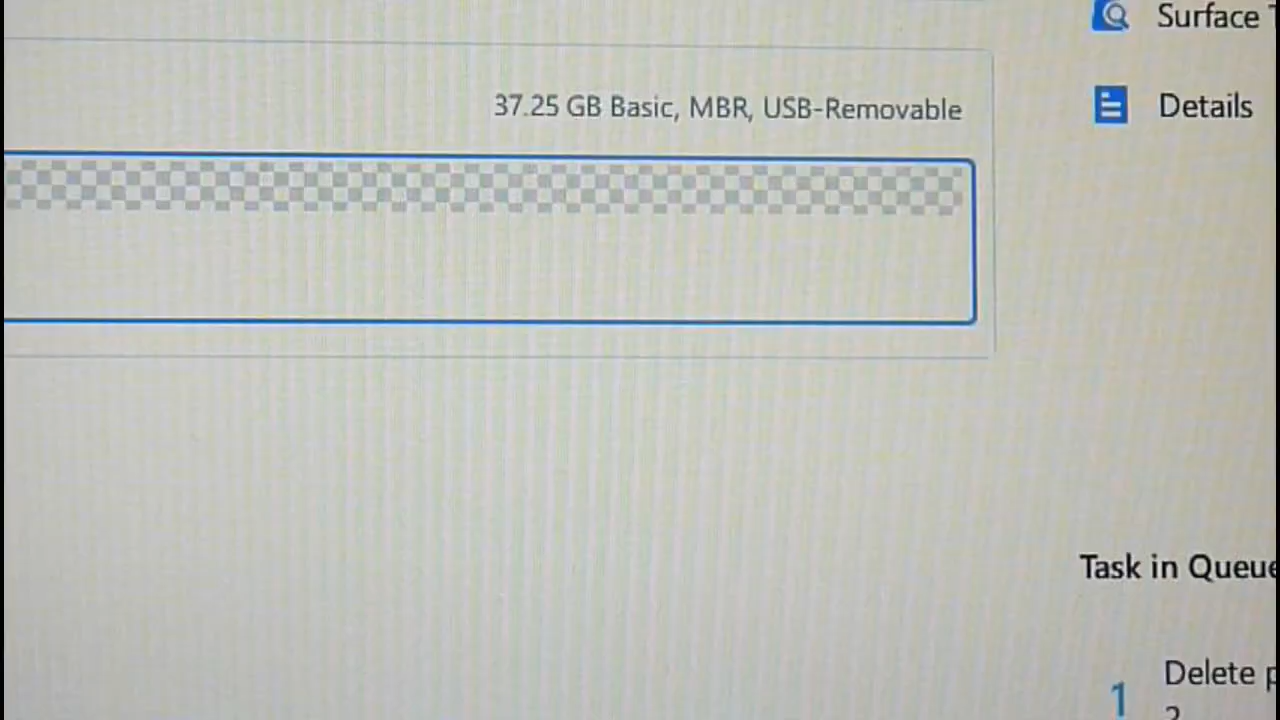 Surface
37.25 GB Basic, MBR, USB-Removable
Details
Task in Queue
1
Delete